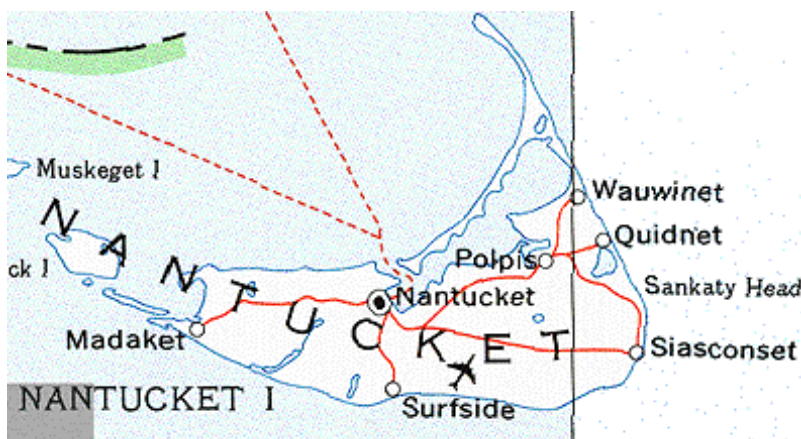 Muskeget I
Wauwinet
NANTUCKET
Quidnet
Polpis
ck I
Sankaty Head
Nantucket
Madaket
Siasconset
NANTUCKET I
Surfside